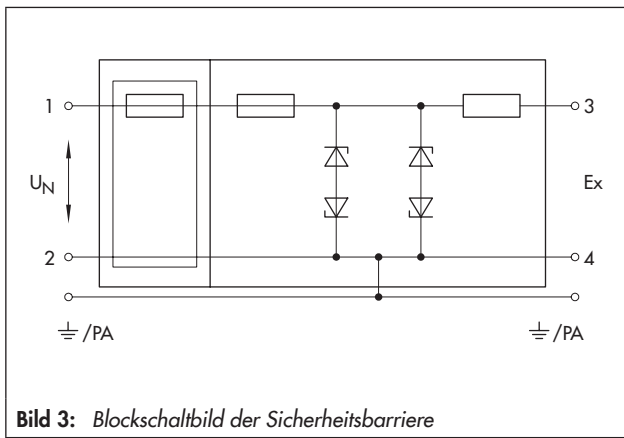 1
3
U_N
Ex
2
4
⏚/PA
⏚/PA
Bild 3: Blockschaltbild der Sicherheitsbarriere